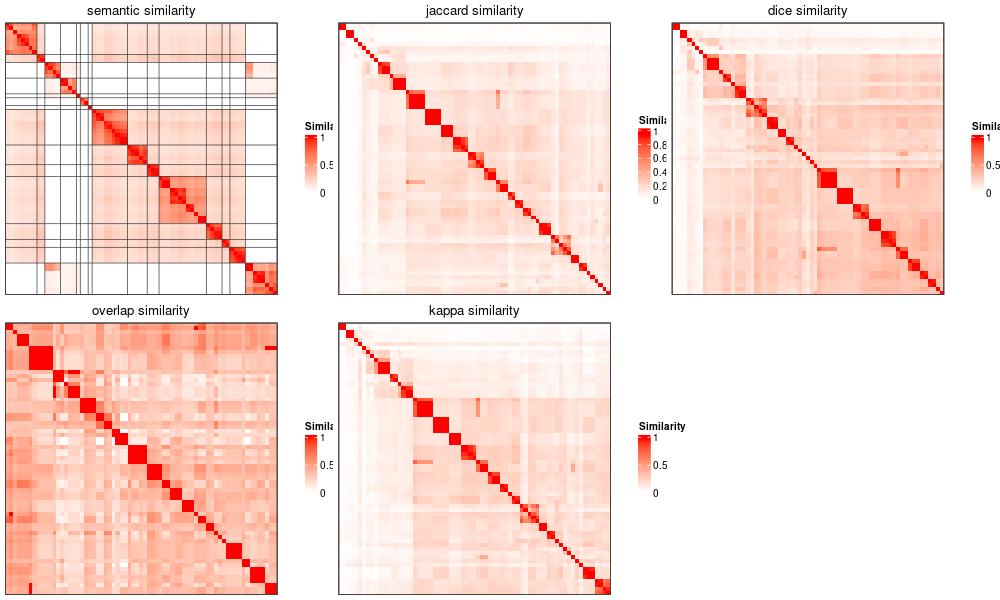 semantic similarity
jaccard similarity
dice similarity
Simila
1
0.5
0
Simila
1
0.8
0.6
0.4
0.2
0
Simila
1
0.5
0
overlap similarity
kappa similarity
Simila
1
0.5
0
Similarity
1
0.5
0